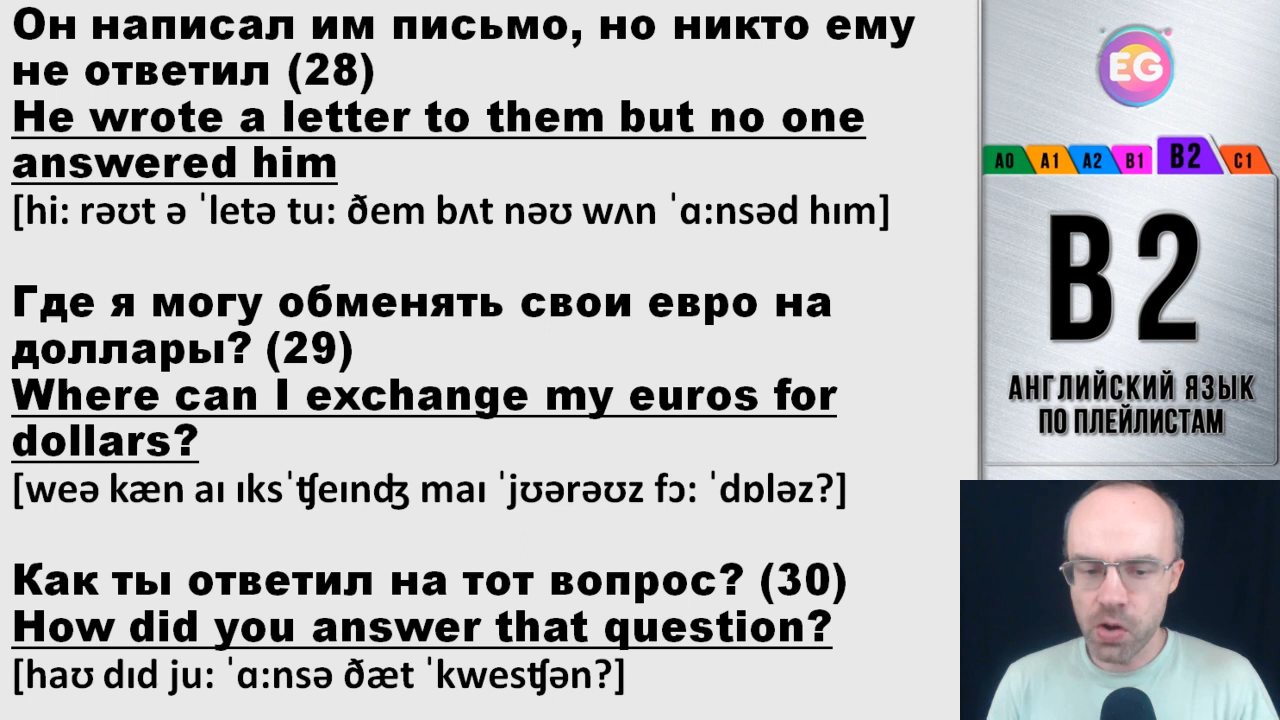 Он написал им письмо, но никто ему
не ответил (28)
He wrote a letter to them but no one
answered him
[hi: rəʊt ə ˈletə tu: ðem bʌt nəʊ wʌn ˈɑ:nsəd hɪm]
Где я могу обменять свои евро на
доллары? (29)
Where can I exchange my euros for
dollars?
[weə kæn aɪ ɪksˈʧeɪnʤ maɪ ˈjʊərəʊz fɔ: ˈdɒləz?]
Как ты ответил на тот вопрос? (30)
How did you answer that question?
[haʊ dɪd ju: ˈɑ:nsə ðæt ˈkwesʧən?]
EG
A0 A1 A2 B1 B2 C1
B2
АНГЛИЙСКИЙ ЯЗЫК
ПО ПЛЕЙЛИСТАМ